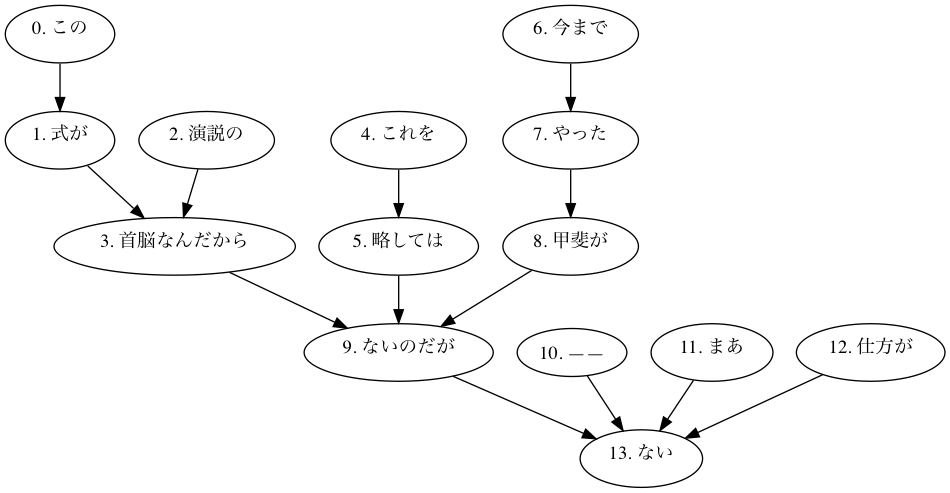 0. この
6. 今まで
1. 式が
2. 演説の
4. これを
7. やった
3. 首脳なんだから
5. 略しては
8. 甲斐が
9. ないのだが
10. ——
11. まあ
12. 仕方が
13. ない